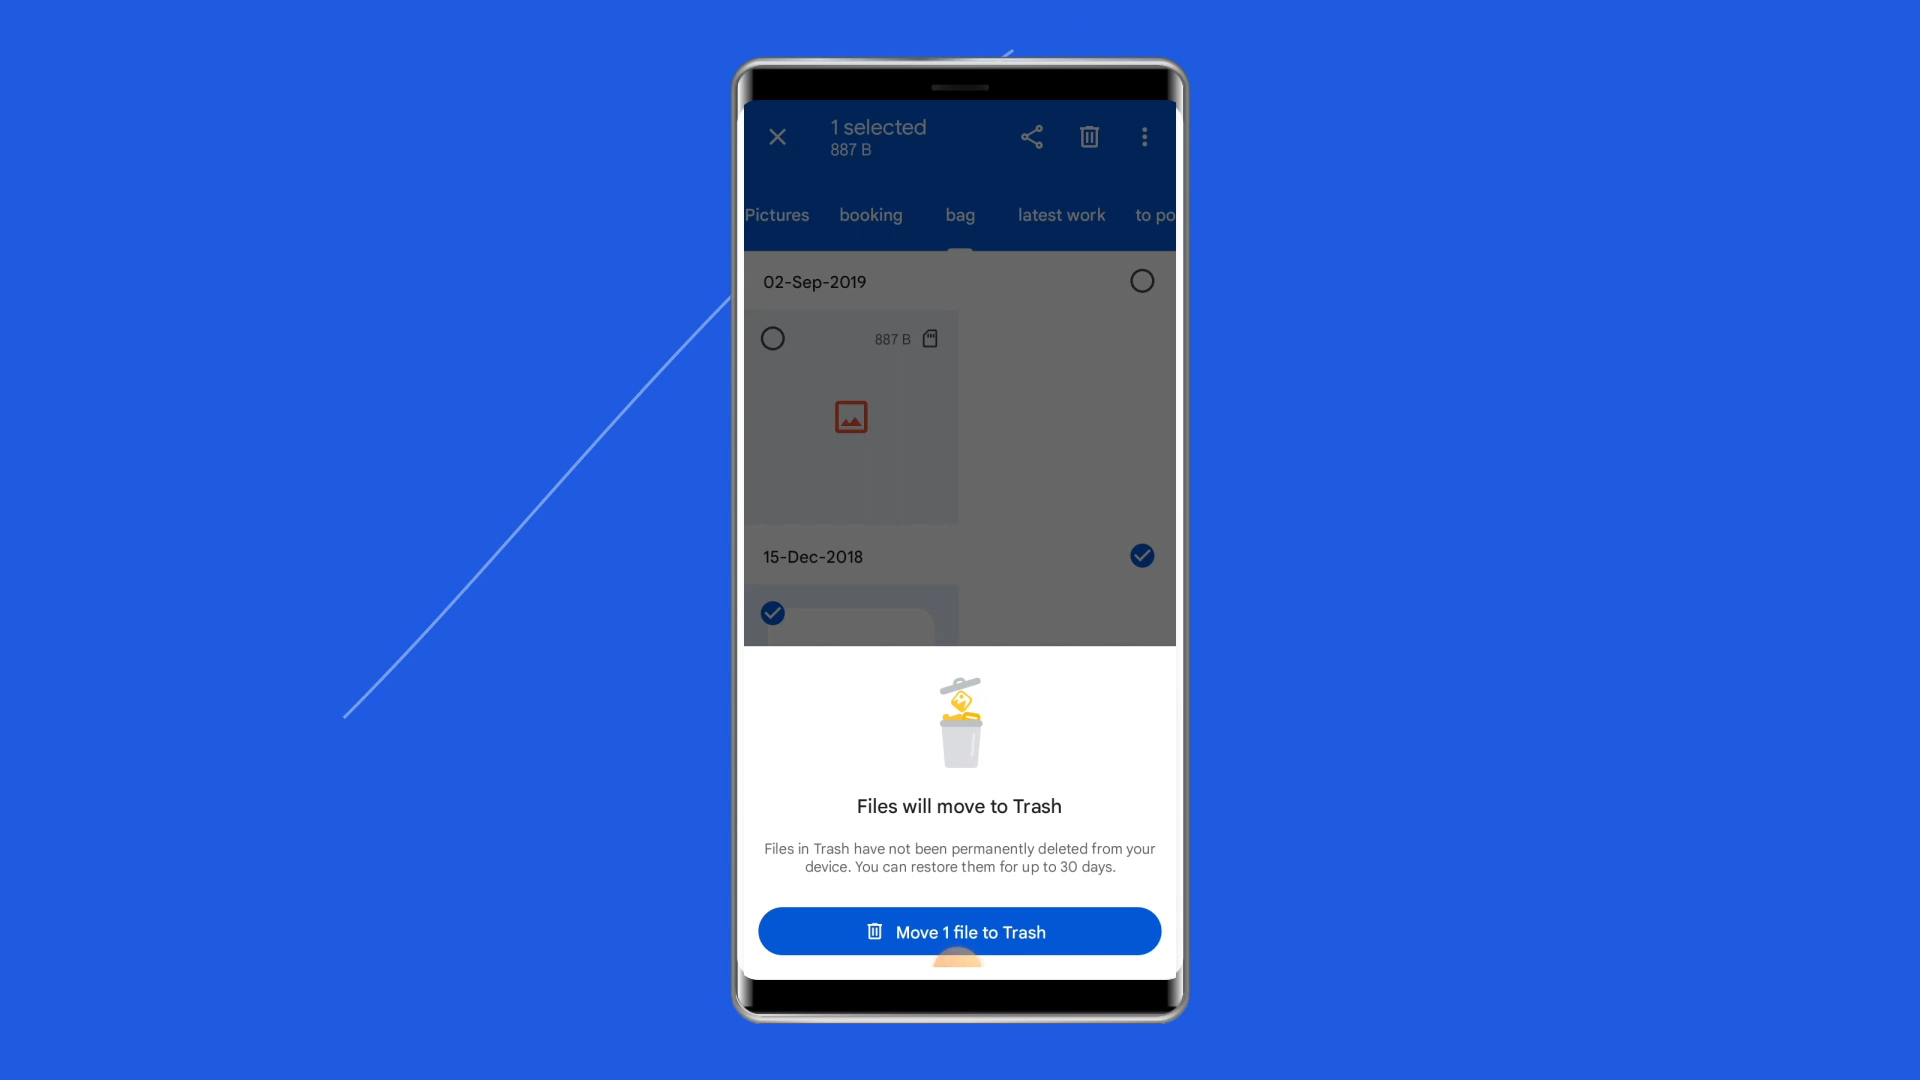 1 selected
887 B
Pictures booking bag latest work to po
02-Sep-2019
887 B
15-Dec-2018
Files will move to Trash
Files in Trash have not been permanently deleted from your
device. You can restore them for up to 30 days.
Move 1 file to Trash